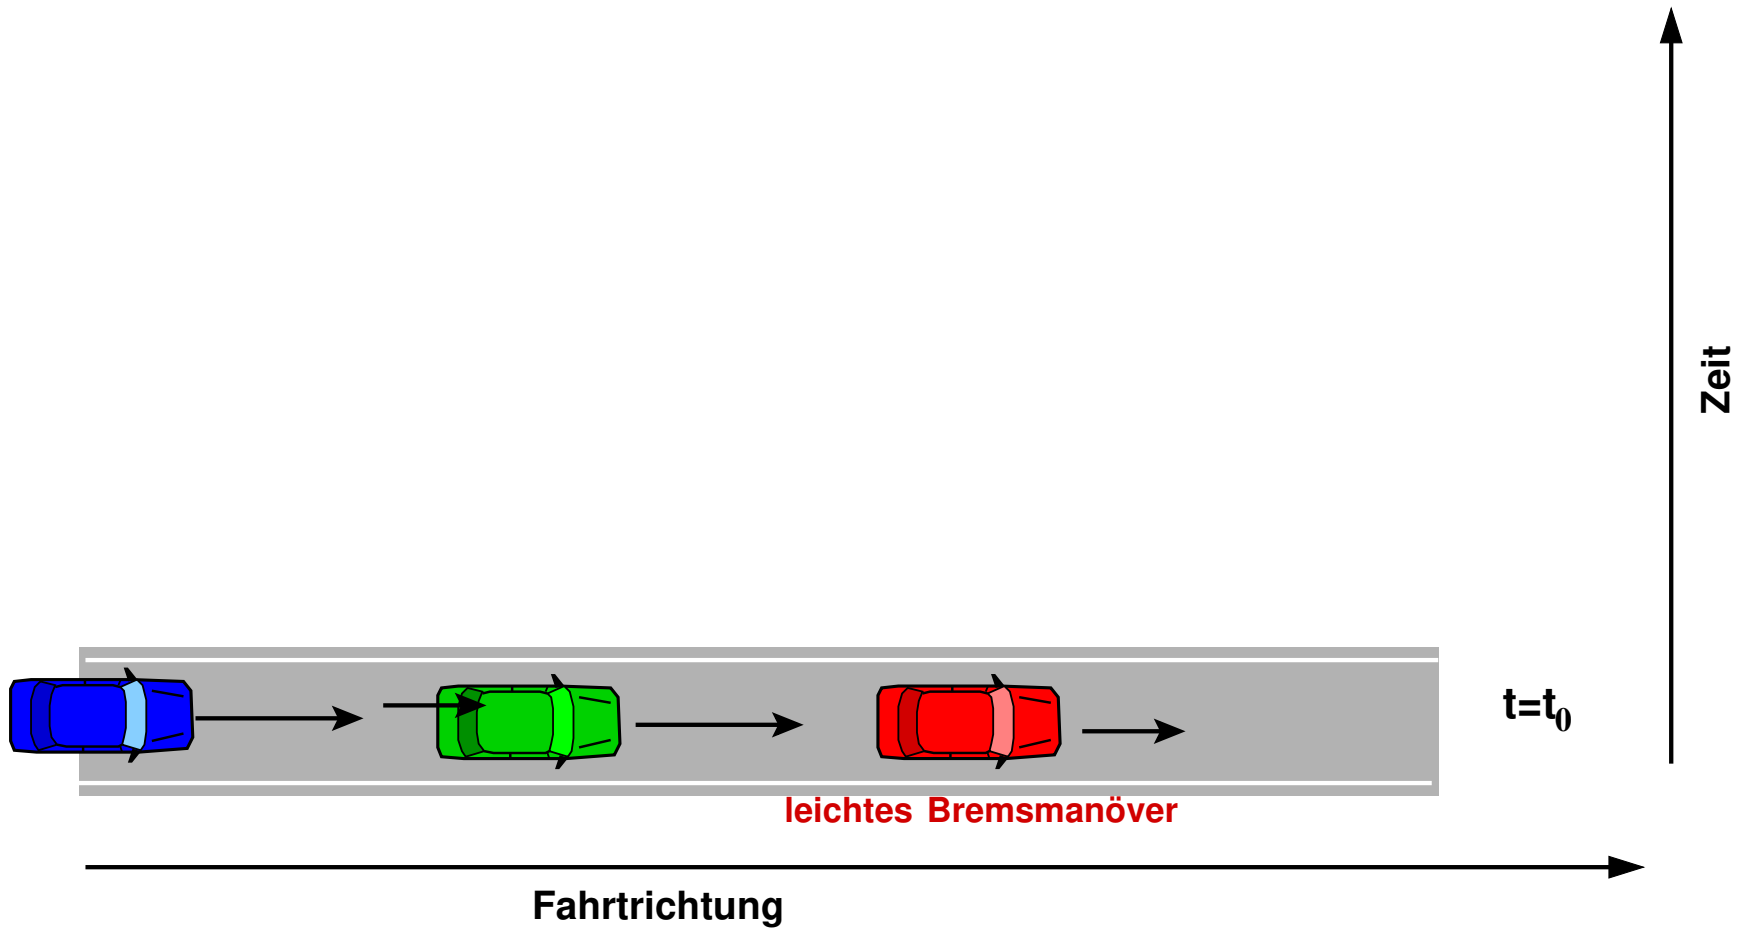 Zeit
t=t₀
leichtes Bremsmanöver
Fahrtrichtung